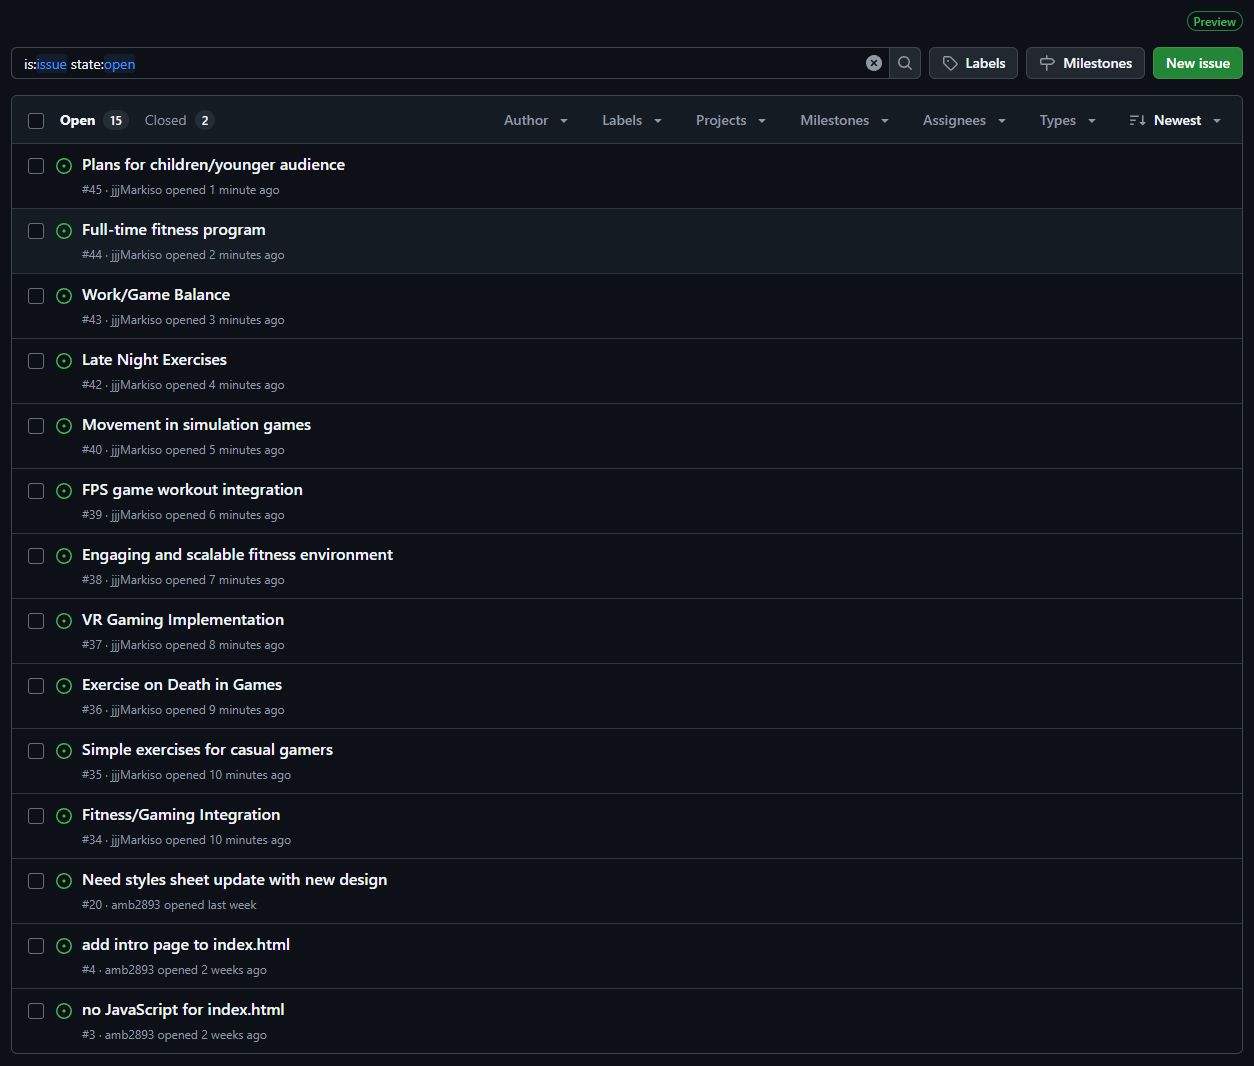 Preview
is:issue state:open
Labels
Milestones
New issue
Open 15 Closed 2 Author Labels Projects Milestones Assignees Types Newest
Plans for children/younger audience
#45 · jjjMarkiso opened 1 minute ago
Full-time fitness program
#44 · jjjMarkiso opened 2 minutes ago
Work/Game Balance
#43 · jjjMarkiso opened 3 minutes ago
Late Night Exercises
#42 · jjjMarkiso opened 4 minutes ago
Movement in simulation games
#40 · jjjMarkiso opened 5 minutes ago
FPS game workout integration
#39 · jjjMarkiso opened 6 minutes ago
Engaging and scalable fitness environment
#38 · jjjMarkiso opened 7 minutes ago
VR Gaming Implementation
#37 · jjjMarkiso opened 8 minutes ago
Exercise on Death in Games
#36 · jjjMarkiso opened 9 minutes ago
Simple exercises for casual gamers
#35 · jjjMarkiso opened 10 minutes ago
Fitness/Gaming Integration
#34 · jjjMarkiso opened 10 minutes ago
Need styles sheet update with new design
#20 · amb2893 opened last week
add intro page to index.html
#4 · amb2893 opened 2 weeks ago
no JavaScript for index.html
#3 · amb2893 opened 2 weeks ago